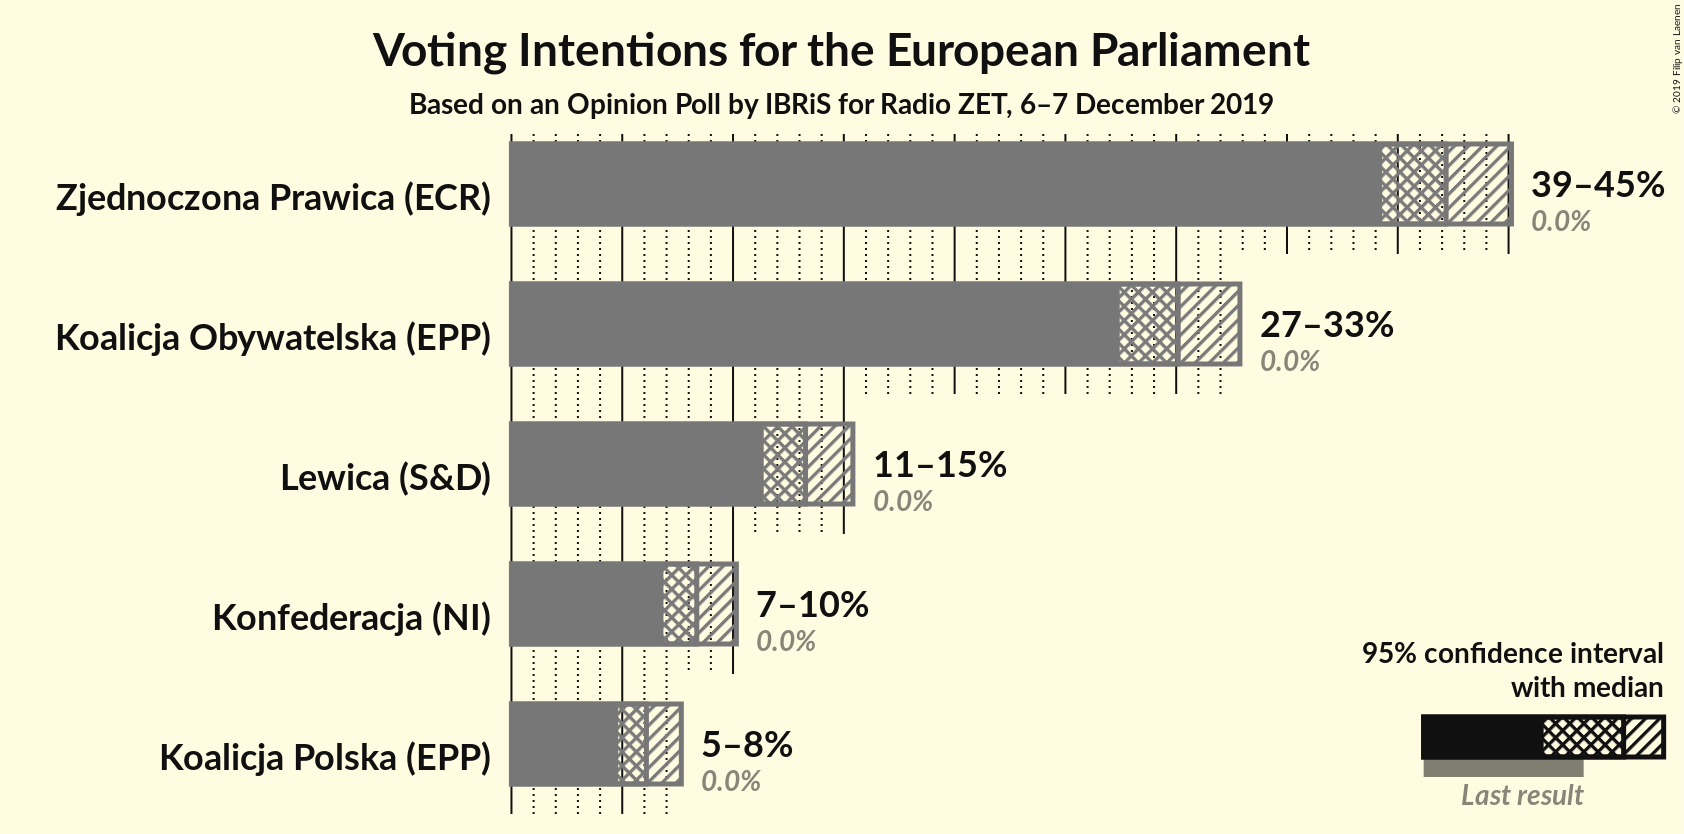 Voting Intentions for the European Parliament
Based on an Opinion Poll by IBRiS for Radio ZET, 6–7 December 2019
© 2019 Filip van Laenen
Zjednoczona Prawica (ECR)
39–45%
0.0%
Koalicja Obywatelska (EPP)
27–33%
0.0%
Lewica (S&D)
11–15%
0.0%
Konfederacja (NI)
7–10%
0.0%
Koalicja Polska (EPP)
5–8%
0.0%
95% confidence interval
with median
Last result